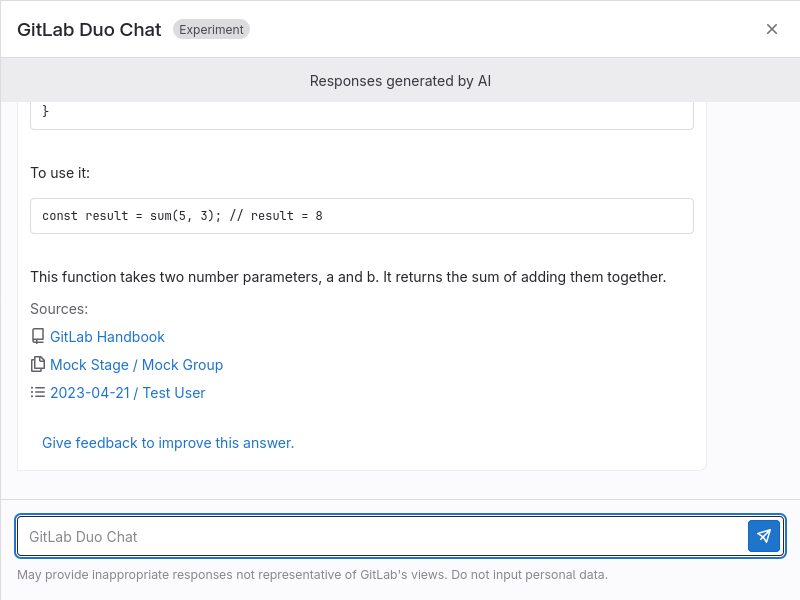 GitLab Duo Chat Experiment
Responses generated by AI
}
To use it:
const result = sum(5, 3); // result = 8
This function takes two number parameters, a and b. It returns the sum of adding them together.
Sources:
GitLab Handbook
Mock Stage / Mock Group
2023-04-21 / Test User
Give feedback to improve this answer.
GitLab Duo Chat
May provide inappropriate responses not representative of GitLab's views. Do not input personal data.